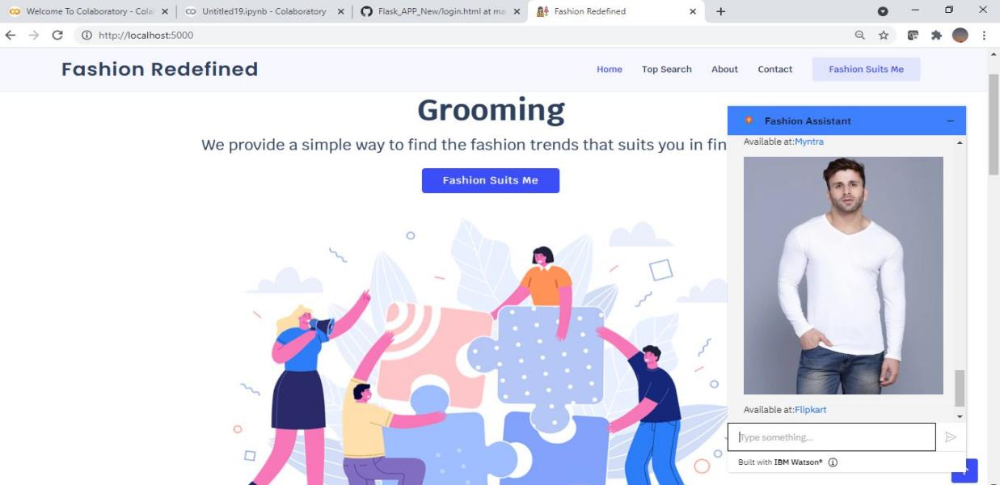 Welcome To Colaboratory - Cola
Untitled19.ipynb - Colaboratory
Flask_APP_New/login.html at ma
Fashion Redefined
http://localhost:5000
Fashion Redefined
Home
Top Search
About
Contact
Fashion Suits Me
Grooming
We provide a simple way to find the fashion trends that suits you in fin
Fashion Suits Me
Fashion Assistant
Available at:Myntra
Available at:Flipkart
Type something...
Built with IBM Watson®